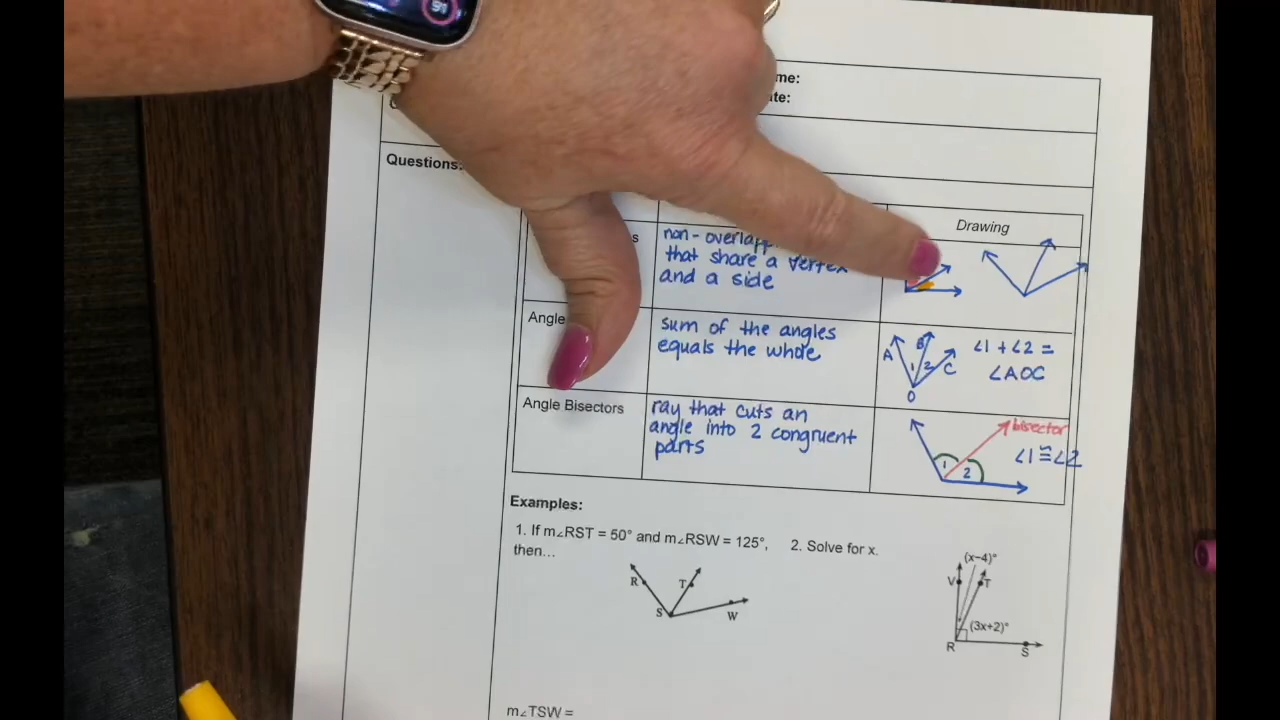 me:
te:
Questions:
Drawing
s
non-overlapp
that share a vertex
and a side
Angle
sum of the angles
equals the whole
A
B
C
1
2
O
∠1 + ∠2 =
∠AOC
Angle Bisectors
ray that cuts an
angle into 2 congruent
parts
bisector
1
2
∠1 ≅ ∠2
Examples:
1. If m∠RST = 50° and m∠RSW = 125°,
then...
R
T
S
W
2. Solve for x.
(x−4)°
V
T
(3x+2)°
R
S
m∠TSW =